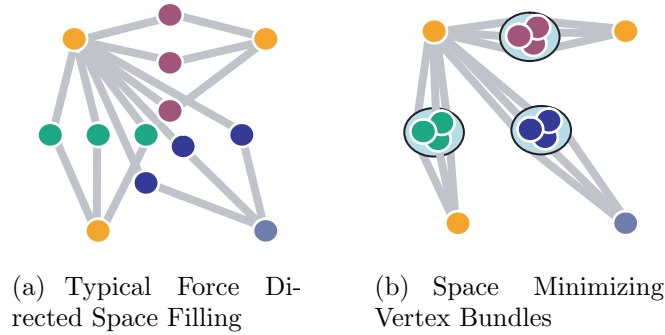 (a) Typical Force Di-
rected Space Filling
(b) Space Minimizing
Vertex Bundles